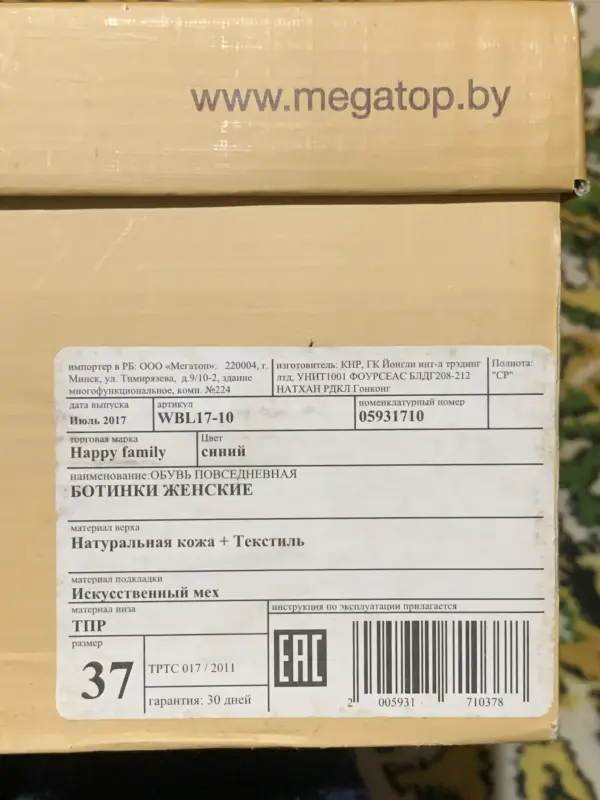 www.megatop.by
импортер в РБ: ООО «Мегатоп»: 220004, г.
Минск, ул. Тимирязева, д.9/10-2, здание
многофункциональное, комн. №224
изготовитель: КНР, ГК Йонгли инт-л трэдинг
лтд, УНИТ1001 ФОУРСЕАС БЛДГ208-212
НАТХАН РДКЛ Гонконг
Полнота:
"СР"
дата выпуска
Июль 2017
артикул
WBL17-10
номенклатурный номер
05931710
торговая марка
Happy family
Цвет
синий
наименование:ОБУВЬ ПОВСЕДНЕВНАЯ
БОТИНКИ ЖЕНСКИЕ
материал верха
Натуральная кожа + Текстиль
материал подкладки
Искусственный мех
материал низа
ТПР
инструкция по эксплуатации прилагается
размер
37
ТРТС 017 / 2011
гарантия: 30 дней
EAC
2 005931 710378